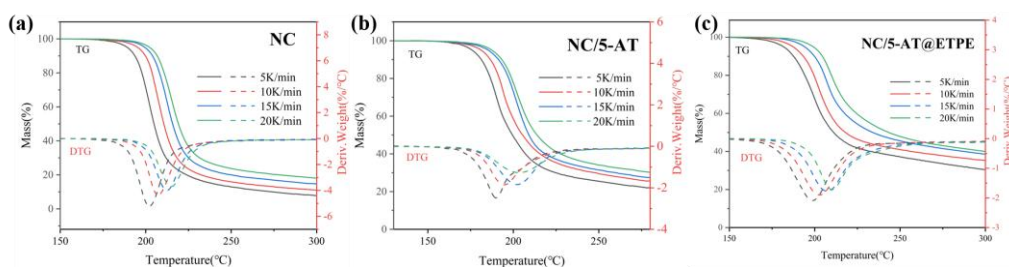 (a)
NC
TG
5K/min
10K/min
15K/min
20K/min
DTG
Mass(%)
100
80
60
40
20
0
Deriv.Weight(%/°C)
8
6
4
2
0
-2
-4
-6
150
200
250
300
Temperature(°C)
(b)
NC/5-AT
TG
5K/min
10K/min
15K/min
20K/min
DTG
Mass(%)
100
80
60
40
20
0
Deriv.Weight(%/°C)
6
4
2
0
-2
-4
150
200
250
Temperature(°C)
(c)
NC/5-AT@ETPE
TG
5K/min
10K/min
15K/min
20K/min
DTG
Mass(%)
100
80
60
40
20
0
Deriv.Weight(%/°C)
4
3
2
1
0
-1
-2
-3
150
200
250
300
Temperature(°C)